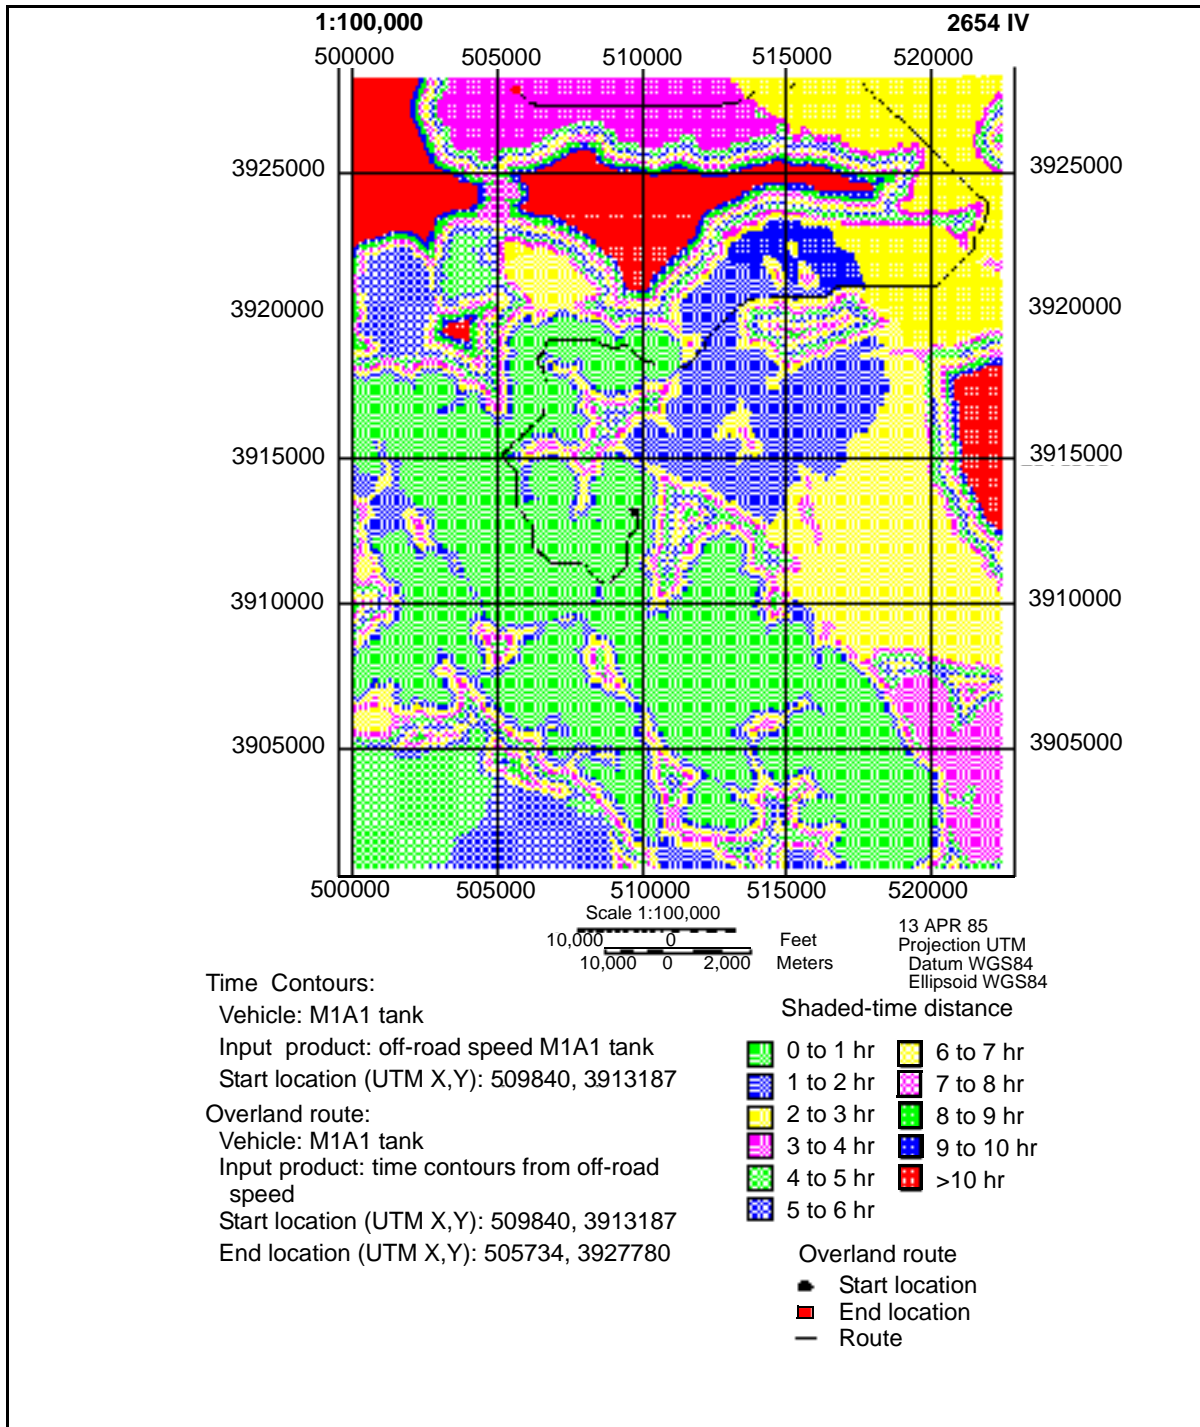 1:100,000 2654 IV
500000 505000 510000 515000 520000
3925000 3925000
3920000 3920000
3915000 3915000
3910000 3910000
3905000 3905000
500000 505000 510000 515000 520000
Scale 1:100,000
10,000 0 Feet
10,000 0 2,000 Meters
13 APR 85
Projection UTM
Datum WGS84
Ellipsoid WGS84
Time Contours:
Vehicle: M1A1 tank
Input product: off-road speed M1A1 tank
Start location (UTM X,Y): 509840, 3913187
Overland route:
Vehicle: M1A1 tank
Input product: time contours from off-road
speed
Start location (UTM X,Y): 509840, 3913187
End location (UTM X,Y): 505734, 3927780
Shaded-time distance
0 to 1 hr
1 to 2 hr
2 to 3 hr
3 to 4 hr
4 to 5 hr
5 to 6 hr
6 to 7 hr
7 to 8 hr
8 to 9 hr
9 to 10 hr
>10 hr
Overland route
Start location
End location
Route